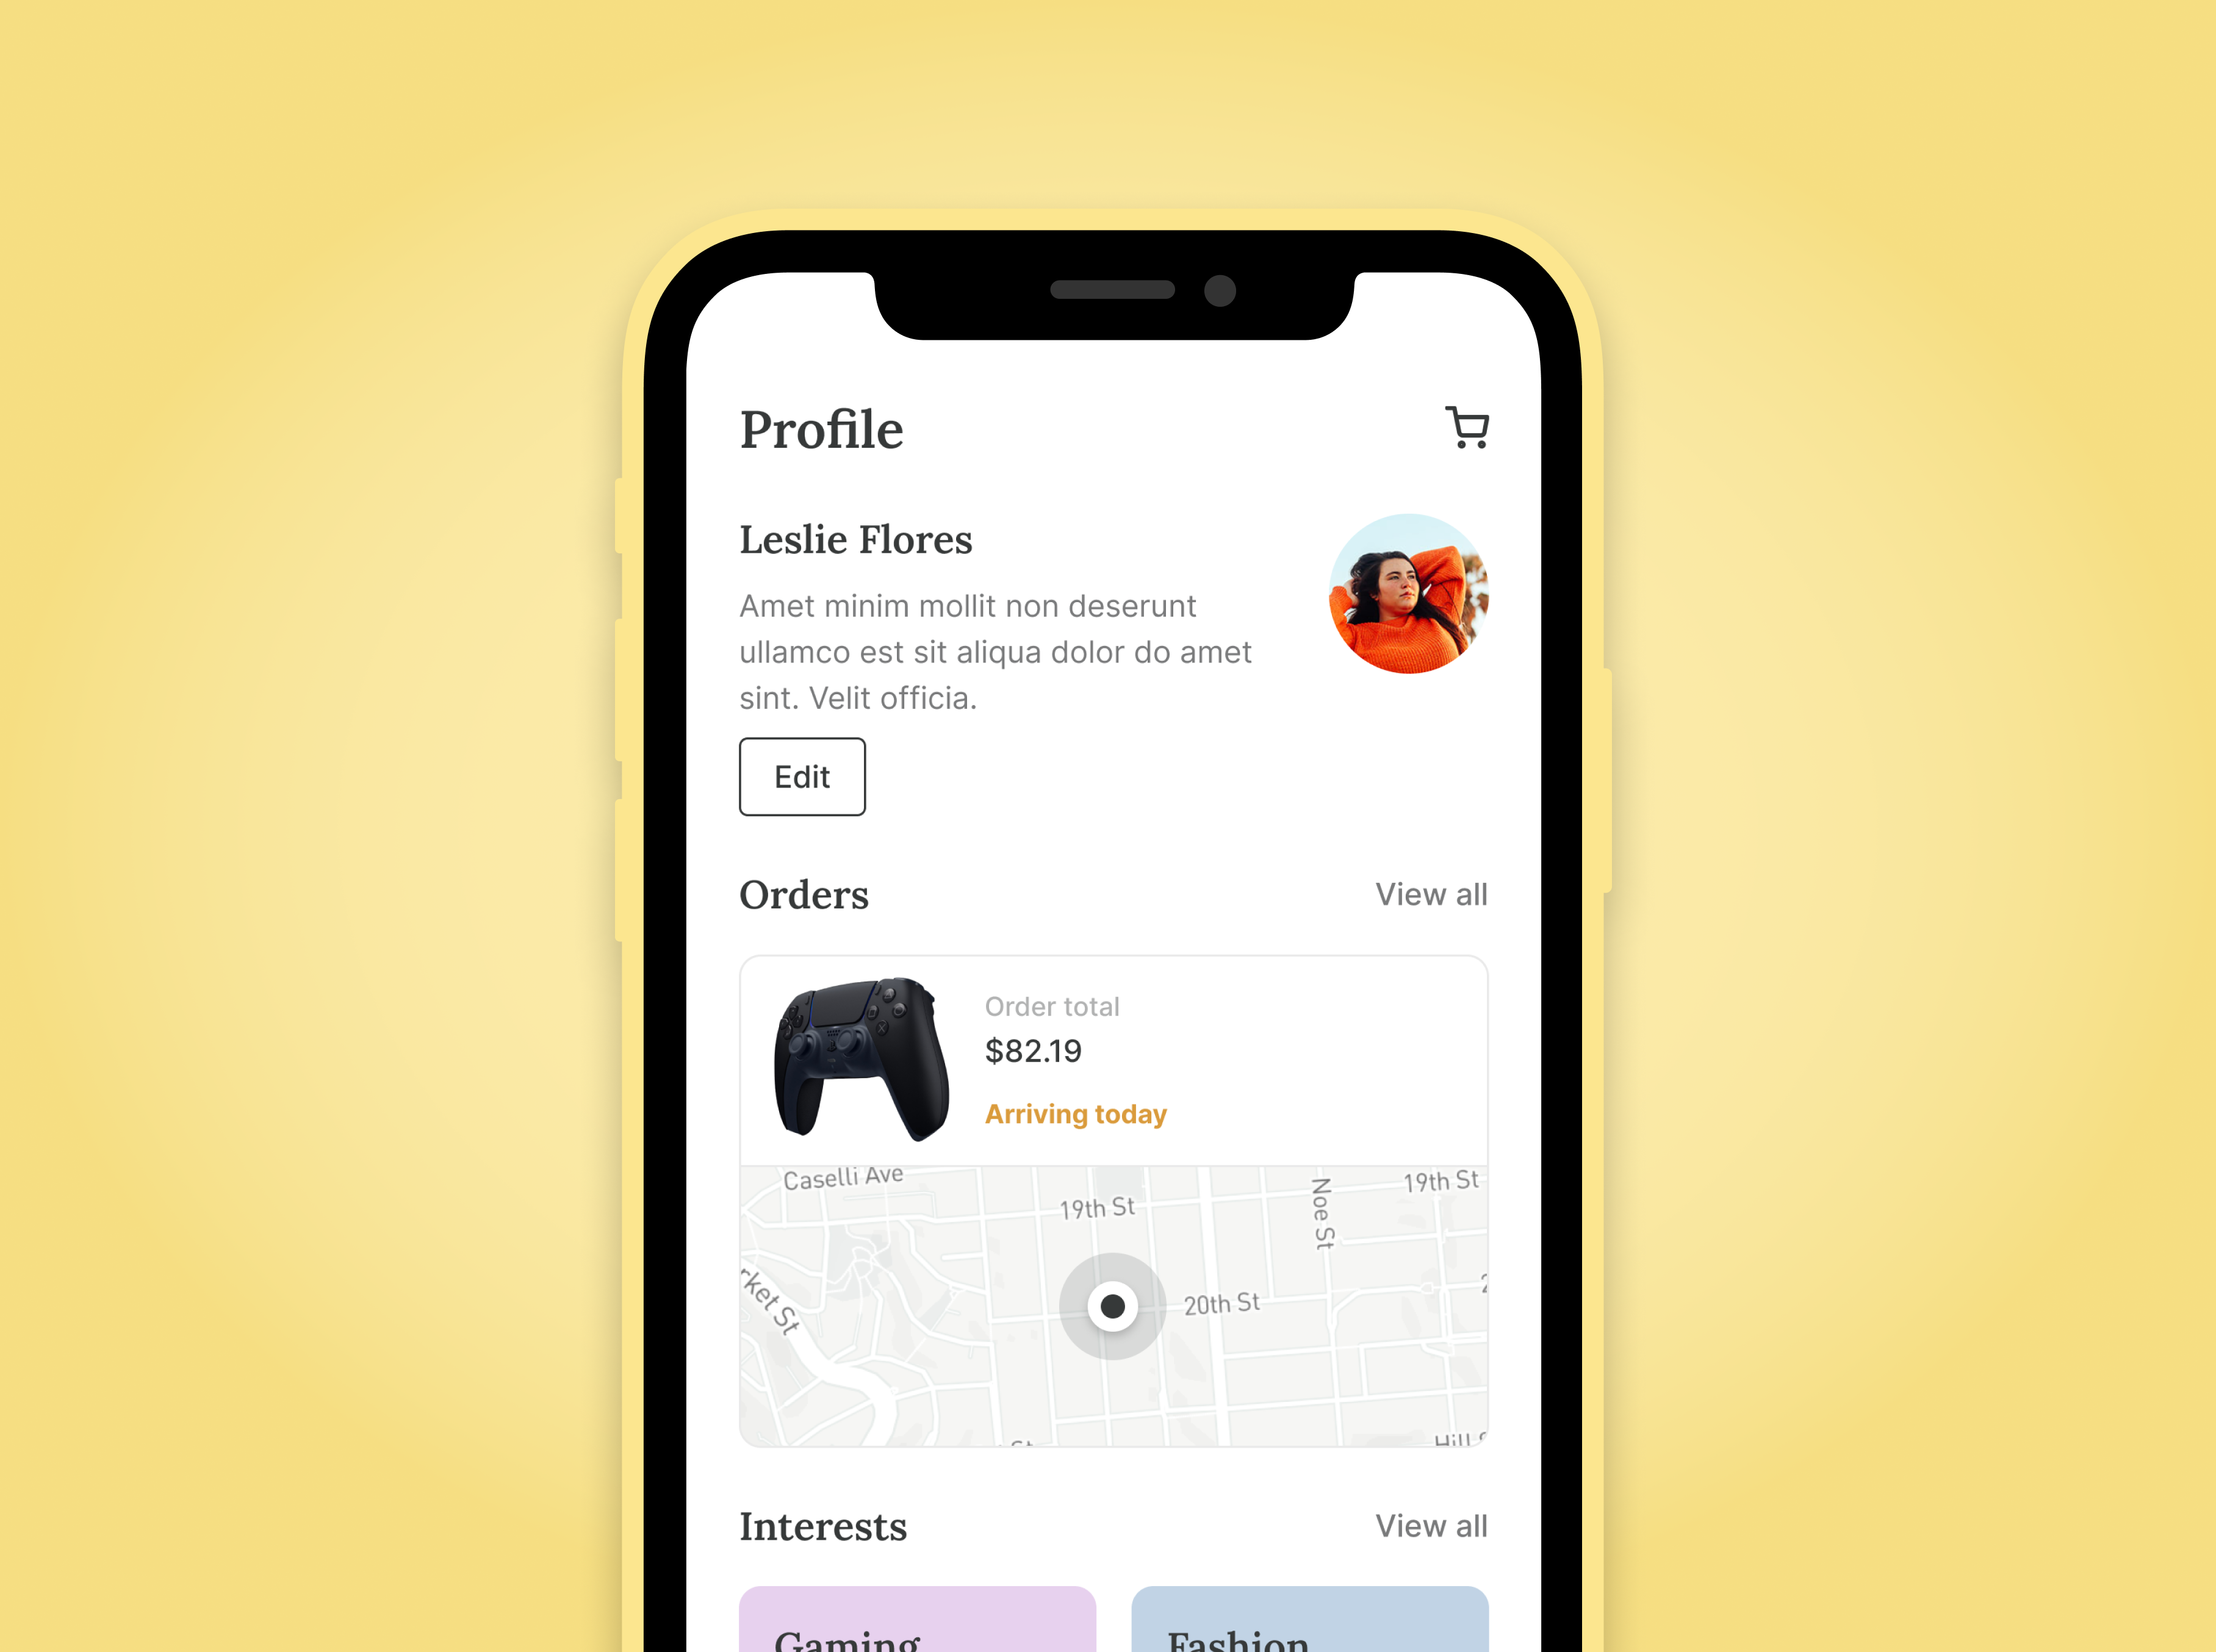 Profile
Leslie Flores
Amet minim mollit non deserunt
ullamco est sit aliqua dolor do amet
sint. Velit officia.
Edit
Orders
View all
Order total
$82.19
Arriving today
Caselli Ave
19th St
Noe St
19th St
rket St
20th St
St
Hill
Interests
View all
Gaming
Fashion